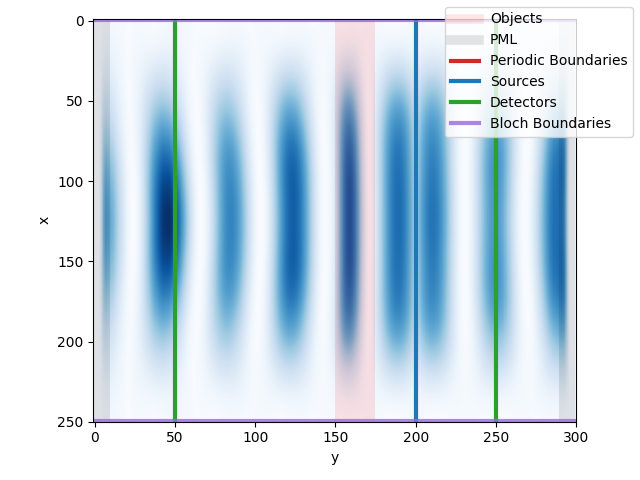 Objects
PML
Periodic Boundaries
Sources
Detectors
Bloch Boundaries
0
50
100
150
200
250
x
0 50 100 150 200 250 300
y